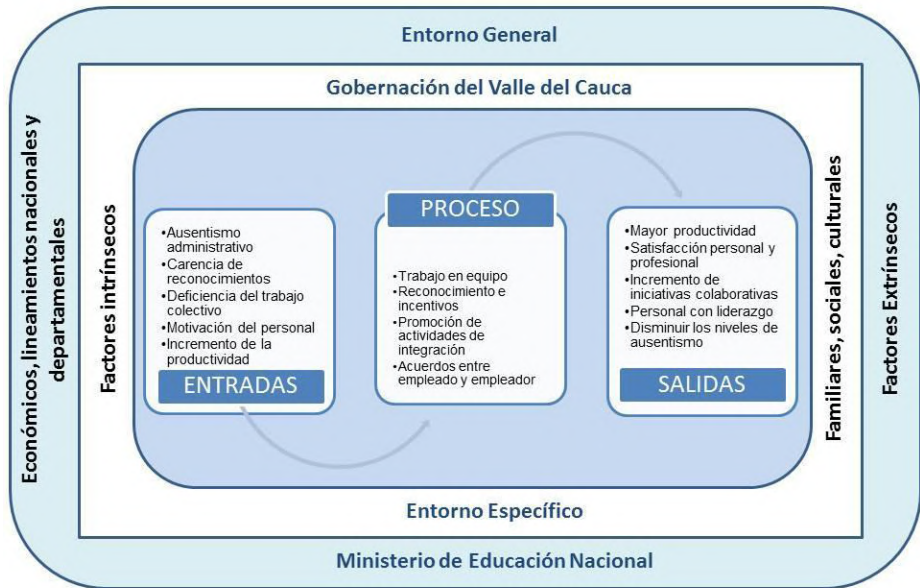 Entorno General
Gobernación del Valle del Cauca
Económicos, lineamientos nacionales y
departamentales
Factores intrínsecos
•Ausentismo
administrativo
•Carencia de
reconocimientos
•Deficiencia del trabajo
colectivo
•Motivación del personal
•Incremento de la
productividad
ENTRADAS
PROCESO
•Trabajo en equipo
•Reconocimiento e
incentivos
•Promoción de
actividades de
integración
•Acuerdos entre
empleado y empleador
•Mayor productividad
•Satisfacción personal y
profesional
•Incremento de
iniciativas colaborativas
•Personal con liderazgo
•Disminuir los niveles de
ausentismo
SALIDAS
Familiares, sociales, culturales
Factores Extrínsecos
Entorno Específico
Ministerio de Educación Nacional